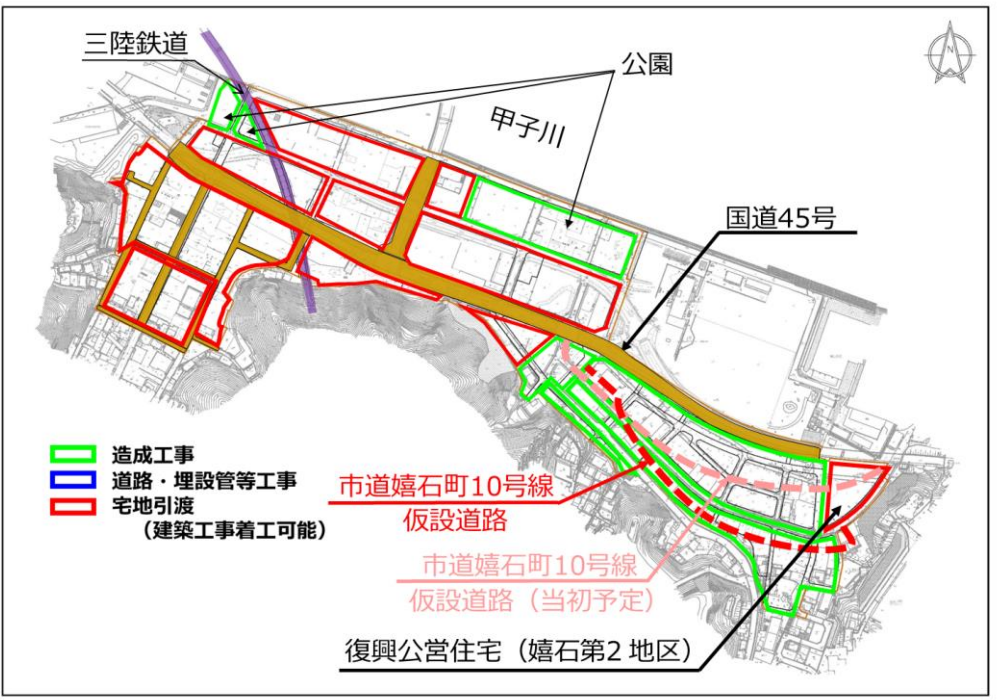 三陸鉄道
公園
N
甲子川
国道45号
造成工事
道路・埋設管等工事
宅地引渡
(建築工事着工可能)
市道嬉石町10号線
仮設道路
市道嬉石町10号線
仮設道路（当初予定）
復興公営住宅（嬉石第2 地区）